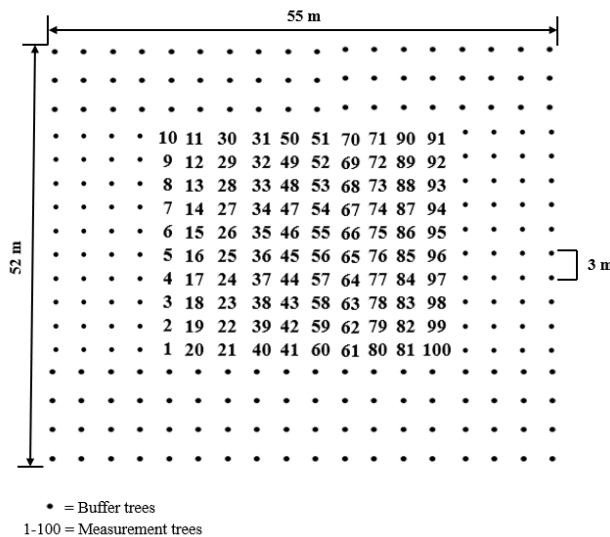 55 m
52 m
10 11 30 31 50 51 70 71 90 91
9 12 29 32 49 52 69 72 89 92
8 13 28 33 48 53 68 73 88 93
7 14 27 34 47 54 67 74 87 94
6 15 26 35 46 55 66 75 86 95
5 16 25 36 45 56 65 76 85 96
3 m
4 17 24 37 44 57 64 77 84 97
3 18 23 38 43 58 63 78 83 98
2 19 22 39 42 59 62 79 82 99
1 20 21 40 41 60 61 80 81 100
• = Buffer trees
1-100 = Measurement trees